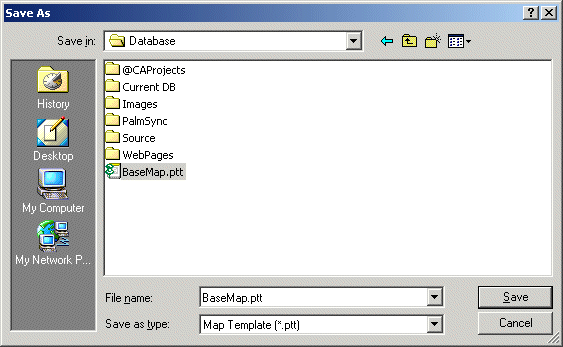 Save As
Save in: Database
History
Desktop
My Computer
My Network P...
@CAProjects
Current DB
Images
PalmSync
Source
WebPages
BaseMap.ptt
File name: BaseMap.ptt Save
Save as type: Map Template (*.ptt) Cancel